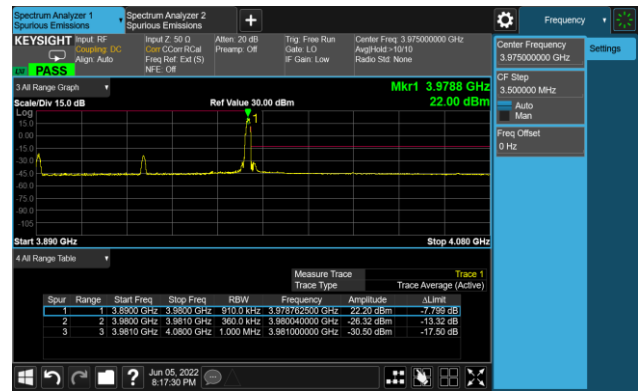 Spectrum Analyzer 1
Spurious Emissions
Spectrum Analyzer 2
Spurious Emissions
+
Frequency
KEYSIGHT
Input: RF
Coupling: DC
Align: Auto
Input Z: 50 Ω
Corr CCorr RCal
Freq Ref: Ext (S)
NFE: Off
Atten: 20 dB
Preamp: Off
Trig: Free Run
Gate: LO
IF Gain: Low
Center Freq: 3.975000000 GHz
Avg|Hold:>10/10
Radio Std: None
PASS
Center Frequency
3.975000000 GHz
Settings
CF Step
3.500000 MHz
Auto
Man
Freq Offset
0 Hz
3 All Range Graph
Mkr1 3.9788 GHz
Scale/Div 15.0 dB
Ref Value 30.00 dBm
22.00 dBm
Log
15.0
0.00
-15.0
-30.0
-45.0
-60.0
-75.0
-90.0
-105
1
Start 3.890 GHz
Stop 4.080 GHz
4 All Range Table
Measure Trace Trace 1
Trace Type Trace Average (Active)
Spur Range Start Freq Stop Freq RBW Frequency Amplitude ΔLimit
1 1 3.8900 GHz 3.9800 GHz 910.0 kHz 3.978762500 GHz 22.20 dBm -7.799 dB
2 2 3.9800 GHz 3.9810 GHz 360.0 kHz 3.980040000 GHz -26.32 dBm -13.32 dB
3 3 3.9810 GHz 4.0800 GHz 1.000 MHz 3.981000000 GHz -30.50 dBm -17.50 dB
?
Jun 05, 2022
8:17:30 PM